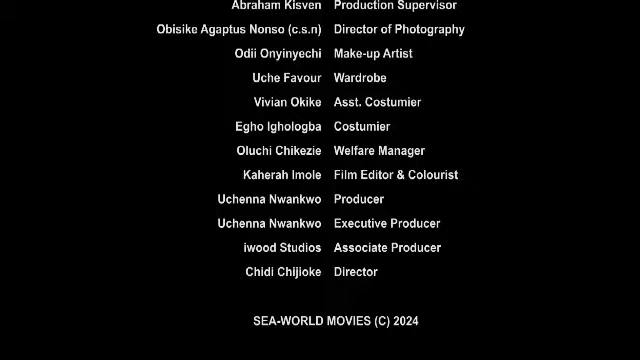 Abraham Kisven Production Supervisor
Obisike Agaptus Nonso (c.s.n) Director of Photography
Odii Onyinyechi Make-up Artist
Uche Favour Wardrobe
Vivian Okike Asst. Costumier
Egho Ighologba Costumier
Oluchi Chikezie Welfare Manager
Kaherah Imole Film Editor & Colourist
Uchenna Nwankwo Producer
Uchenna Nwankwo Executive Producer
iwood Studios Associate Producer
Chidi Chijioke Director
SEA-WORLD MOVIES (C) 2024